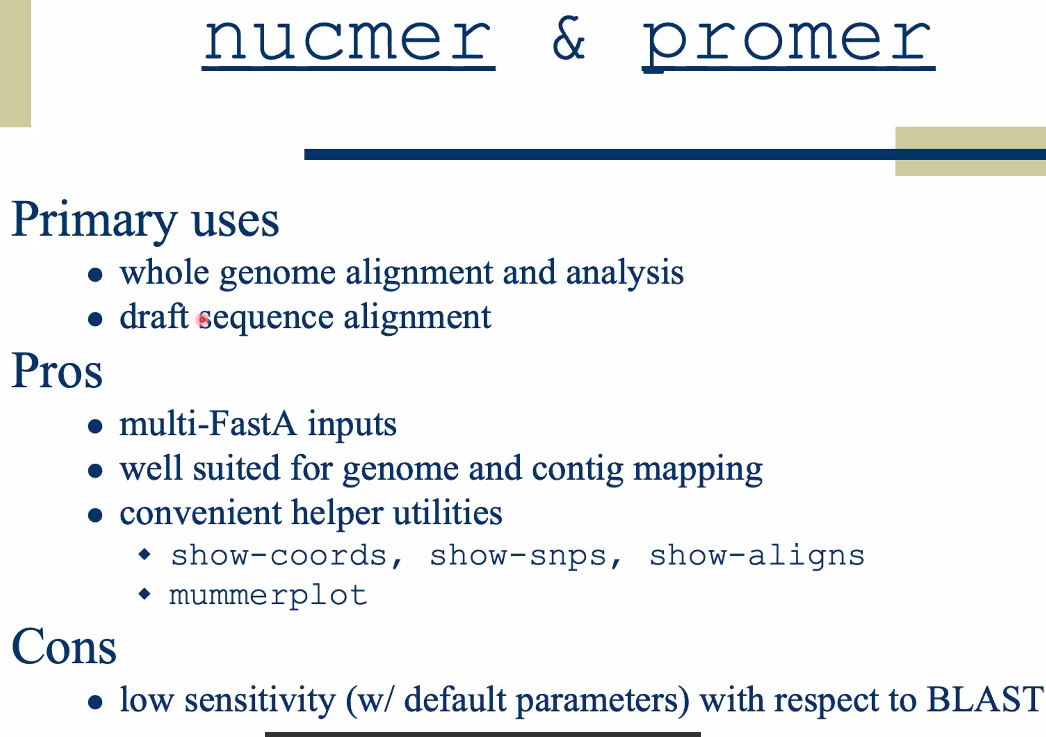 nucmer & promer
Primary uses
● whole genome alignment and analysis
● draft sequence alignment
Pros
● multi-FastA inputs
● well suited for genome and contig mapping
● convenient helper utilities
◆ show-coords, show-snps, show-aligns
◆ mummerplot
Cons
● low sensitivity (w/ default parameters) with respect to BLAST